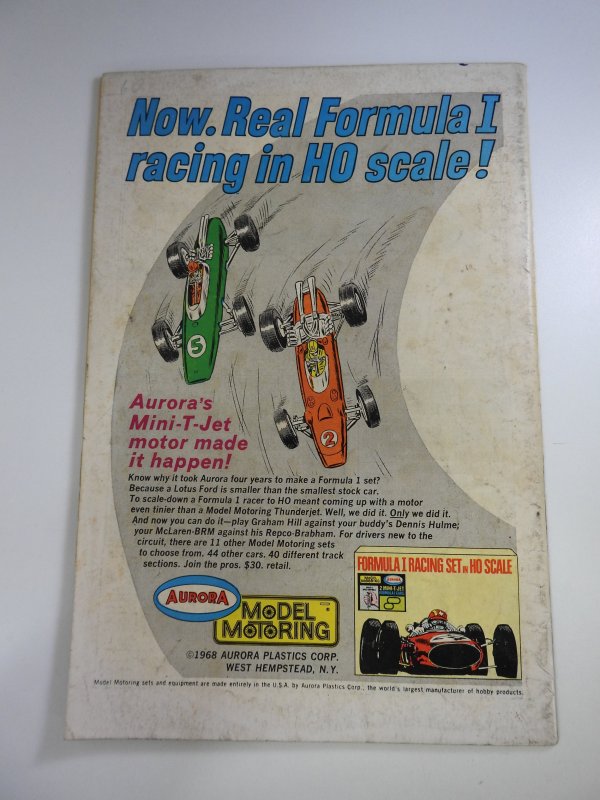 Now. Real Formula I
racing in HO scale!
5
2
Aurora's
Mini-T-Jet
motor made
it happen!
Know why it took Aurora four years to make a Formula 1 set?
Because a Lotus Ford is smaller than the smallest stock car.
To scale-down a Formula 1 racer to HO meant coming up with a motor
even tinier than a Model Motoring Thunderjet. Well, we did it. Only we did it.
And now you can do it—play Graham Hill against your buddy's Dennis Hulme;
your McLaren-BRM against his Repco-Brabham. For drivers new to the
circuit, there are 11 other Model Motoring sets
to choose from. 44 other cars. 40 different track
sections. Join the pros. $30. retail.
FORMULA I RACING SET IN HO SCALE
AURORA
2 MINI-T-JET
AURORA
MODEL
MOTORING
©1968 AURORA PLASTICS CORP.
WEST HEMPSTEAD, N.Y.
Model Motoring sets and equipment are made entirely in the U.S.A. by Aurora Plastics Corp., the world's largest manufacturer of hobby products.